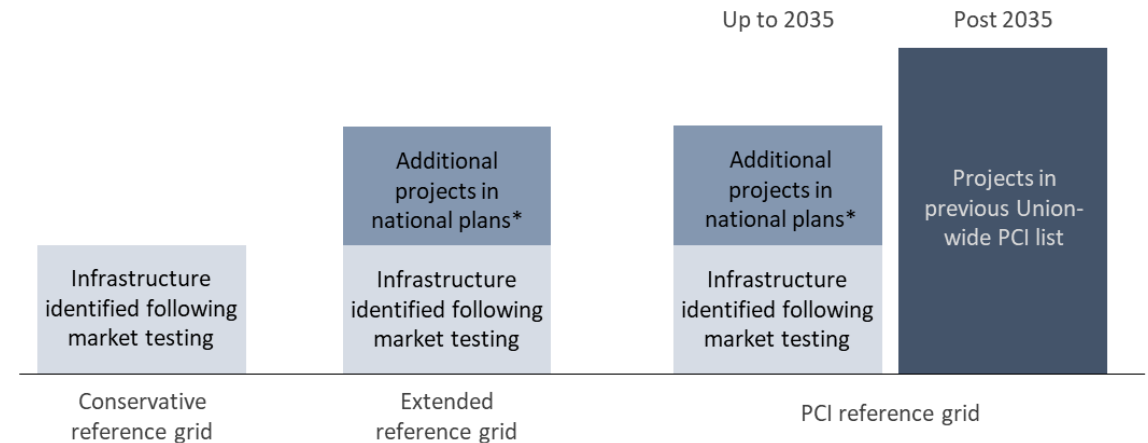 Up to 2035
Post 2035
Infrastructure
identified following
market testing
Additional
projects in
national plans*
Infrastructure
identified following
market testing
Additional
projects in
national plans*
Infrastructure
identified following
market testing
Projects in
previous Union-
wide PCI list
Conservative
reference grid
Extended
reference grid
PCI reference grid